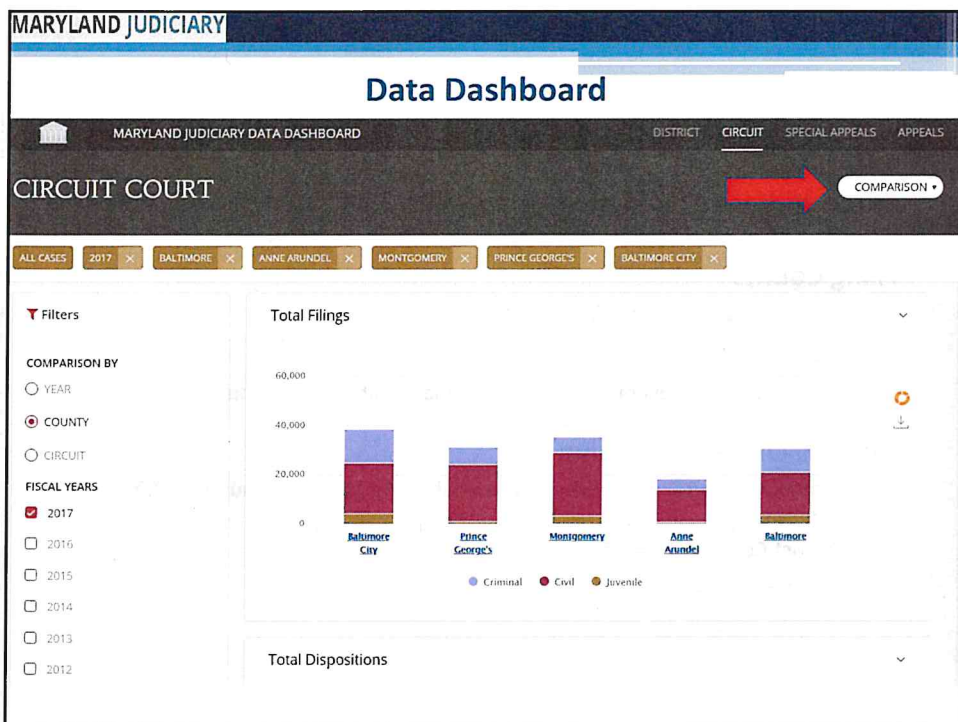 MARYLAND JUDICIARY
Data Dashboard
MARYLAND JUDICIARY DATA DASHBOARD
DISTRICT CIRCUIT SPECIAL APPEALS APPEALS
CIRCUIT COURT
COMPARISON
ALL CASES 2017 × BALTIMORE × ANNE ARUNDEL × MONTGOMERY × PRINCE GEORGE'S × BALTIMORE CITY ×
Filters
COMPARISON BY
YEAR
COUNTY
CIRCUIT
FISCAL YEARS
2017
2016
2015
2014
2013
2012
Total Filings
60,000
40,000
20,000
0
Baltimore City
Prince George's
Montgomery
Anne Arundel
Baltimore
Criminal Civil Juvenile
Total Dispositions